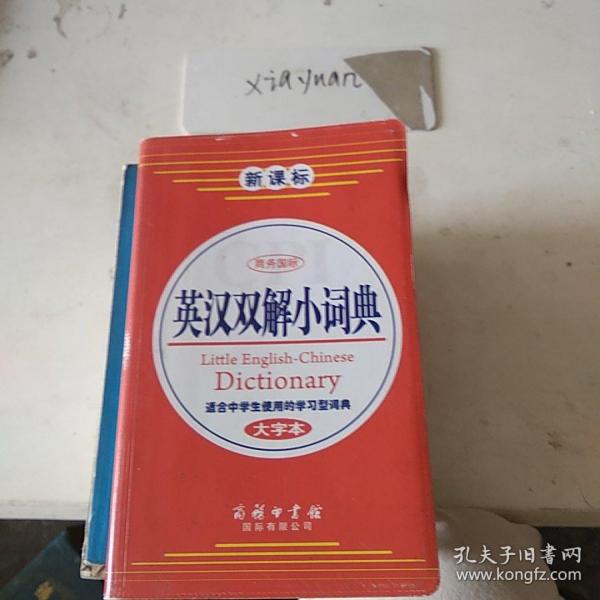 xiayuan
新课标
商务国际
英汉双解小词典
Little English-Chinese
Dictionary
适合中学生使用的学习型词典
大字本
商务印书馆
国际有限公司
孔夫子旧书网
www.kongfz.com